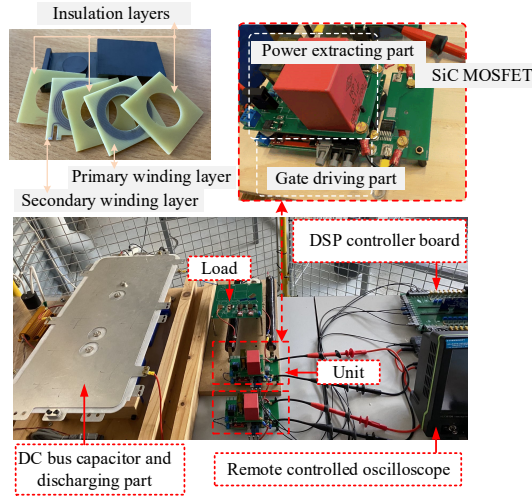 Insulation layers
Power extracting part
SiC MOSFET
Primary winding layer
Gate driving part
Secondary winding layer
DSP controller board
Load
Unit
DC bus capacitor and
discharging part
Remote controlled oscilloscope